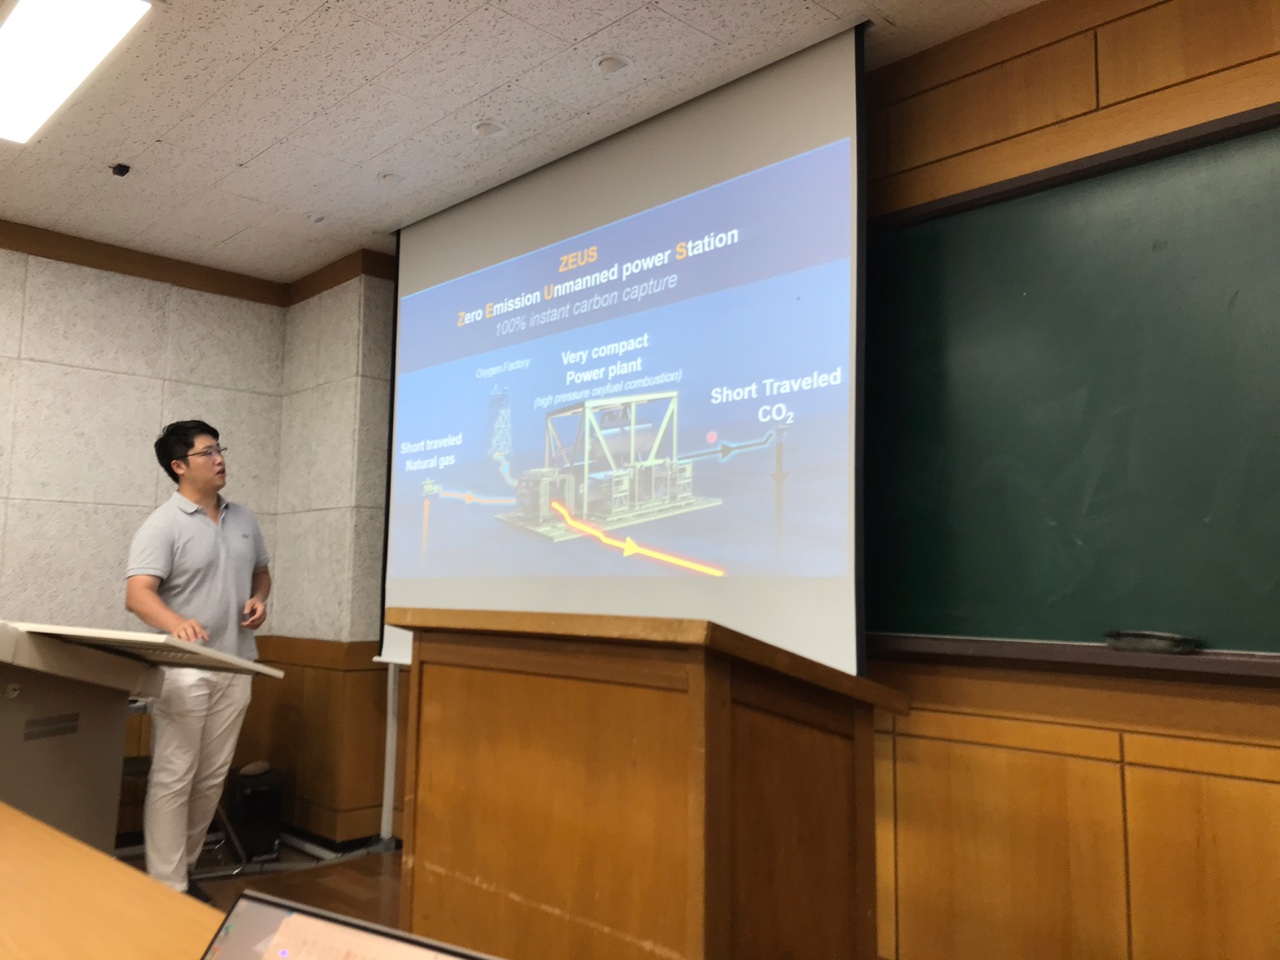 ZEUS
Zero Emission Unmanned power Station
100% instant carbon capture
Oxygen Factory
Very compact
Power plant
(high pressure oxyfuel combustion)
Short Traveled
CO₂
Short traveled
Natural gas